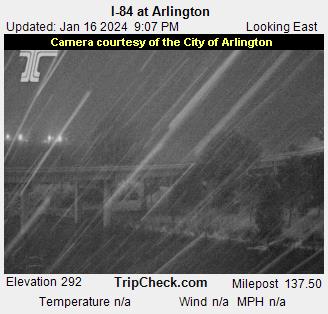 I-84 at Arlington
Updated: Jan 16 2024 9:07 PM Looking East
Camera courtesy of the City of Arlington
Elevation 292 TripCheck.com Milepost 137.50
Temperature n/a Wind n/a MPH n/a